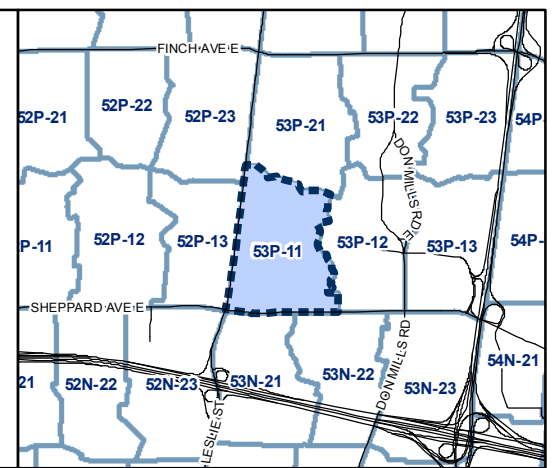 FINCH AVE E
52P-21
52P-22
52P-23
53P-21
53P-22
53P-23
54P-
DON MILLS RD E
P-11
52P-12
52P-13
53P-11
53P-12
53P-13
54P-
SHEPPARD AVE E
21
52N-22
52N-23
53N-21
53N-22
53N-23
54N-21
DON MILLS RD
LESLIE ST